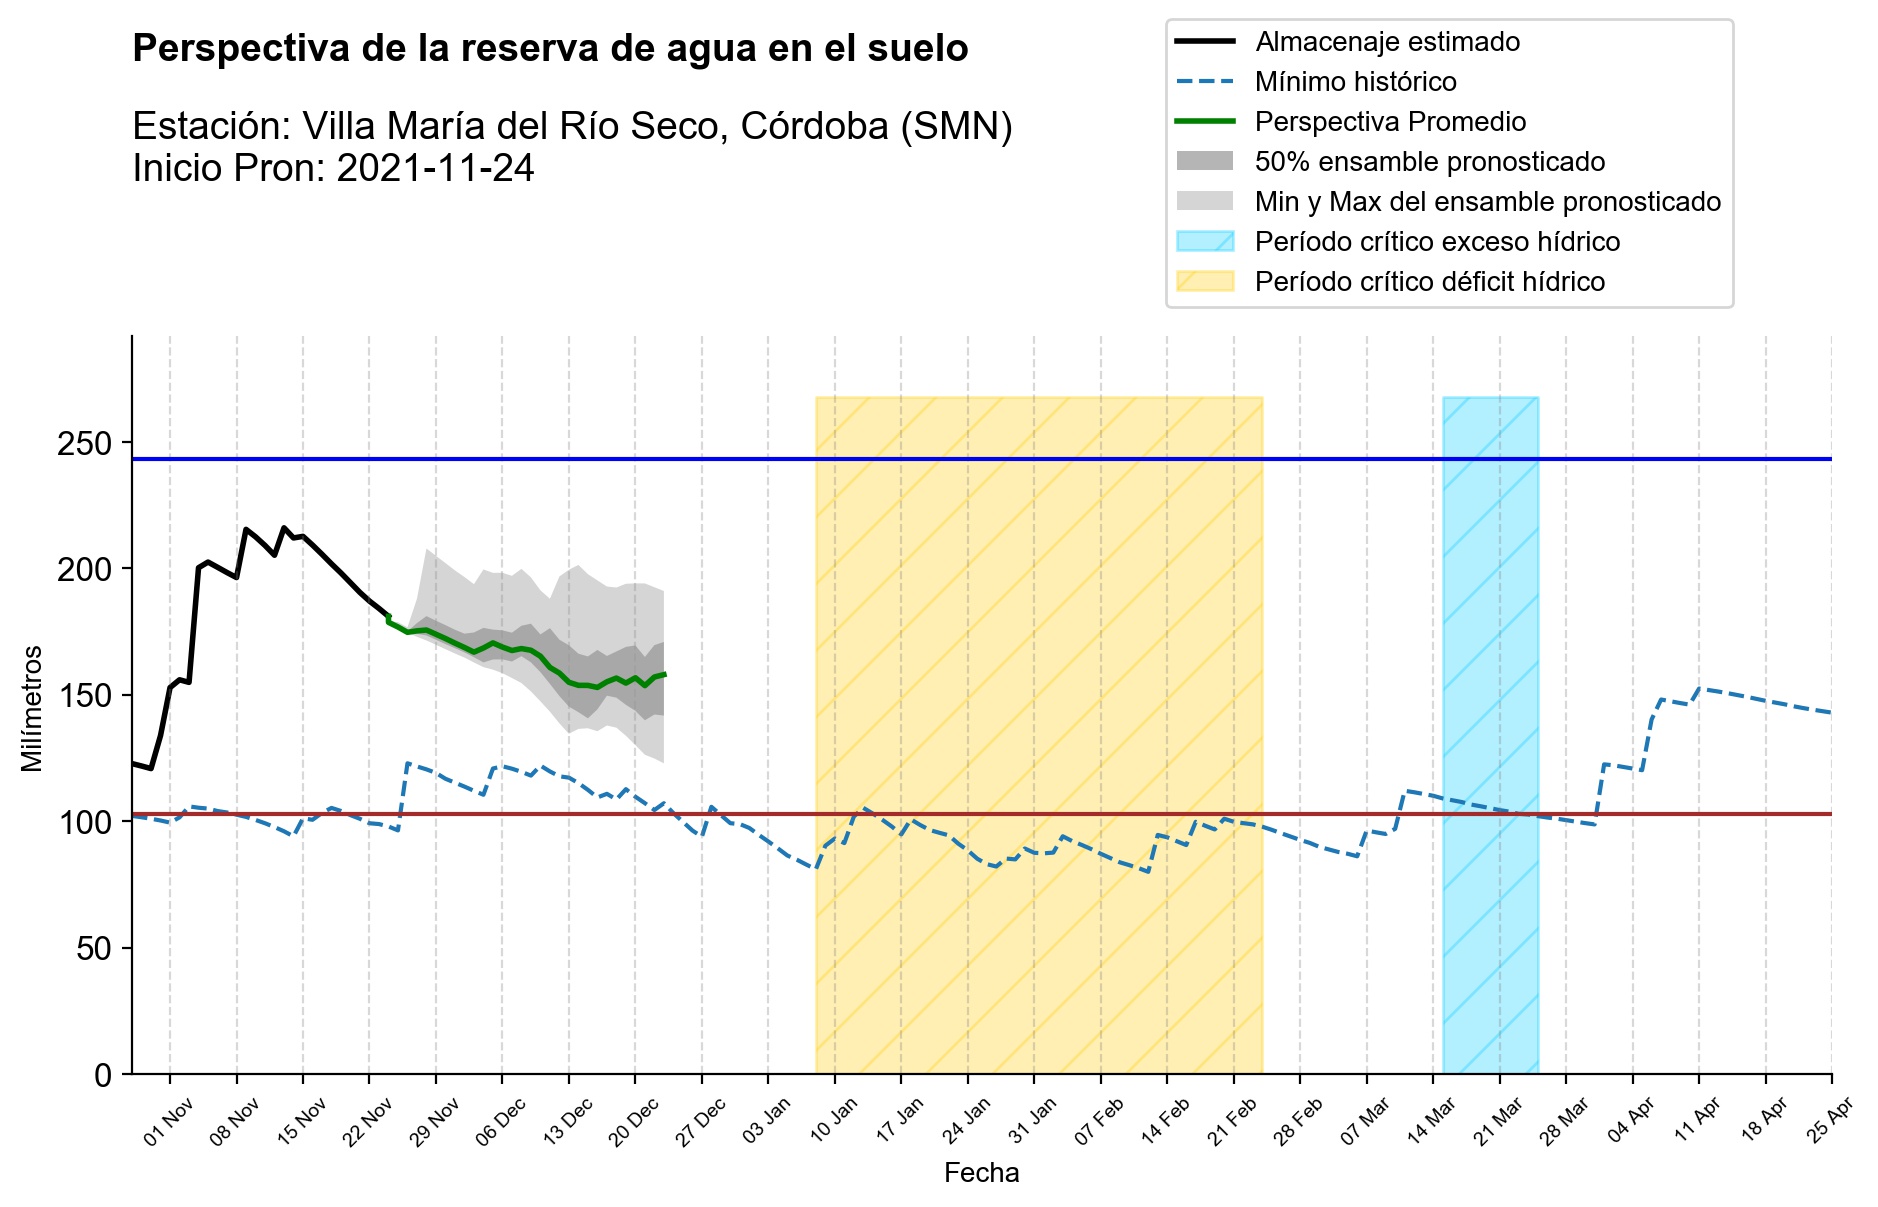 Perspectiva de la reserva de agua en el suelo
Estación: Villa María del Río Seco, Córdoba (SMN)
Inicio Pron: 2021-11-24
Almacenaje estimado
Mínimo histórico
Perspectiva Promedio
50% ensamble pronosticado
Min y Max del ensamble pronosticado
Período crítico exceso hídrico
Período crítico déficit hídrico
Milímetros
250
200
150
100
50
0
01 Nov
08 Nov
15 Nov
22 Nov
29 Nov
06 Dec
13 Dec
20 Dec
27 Dec
03 Jan
10 Jan
17 Jan
24 Jan
31 Jan
07 Feb
14 Feb
21 Feb
28 Feb
07 Mar
14 Mar
21 Mar
28 Mar
04 Apr
11 Apr
18 Apr
25 Apr
Fecha